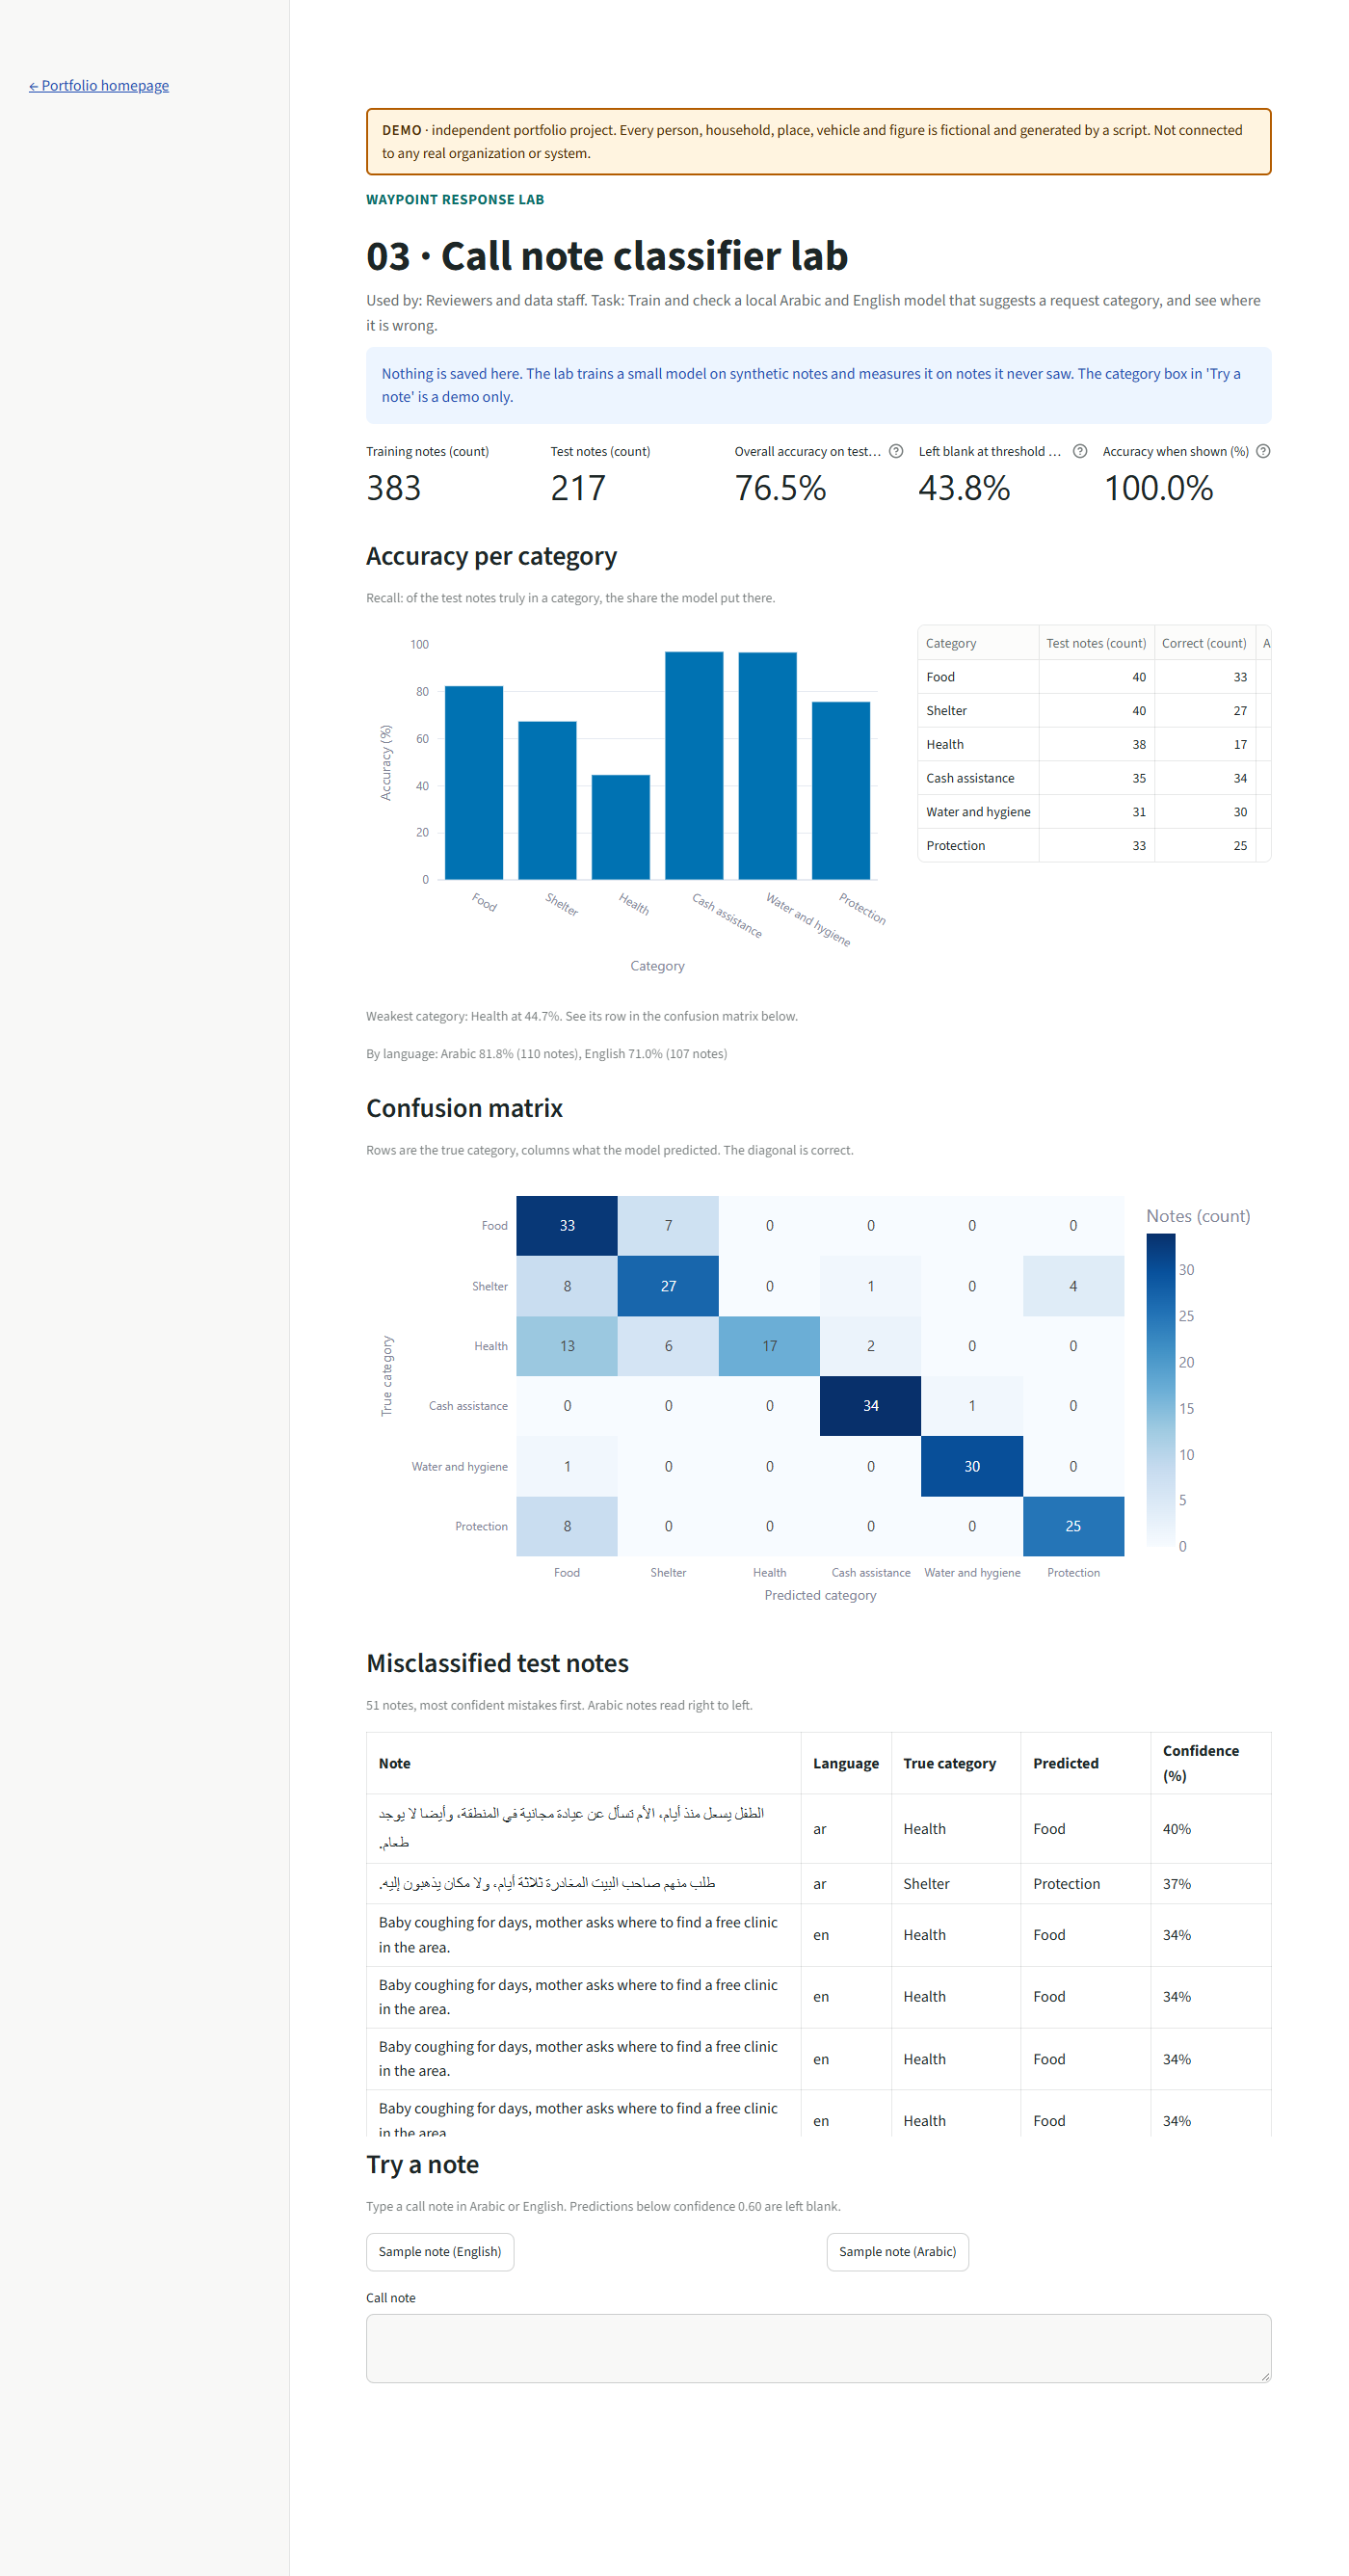 ← Portfolio homepage
DEMO · independent portfolio project. Every person, household, place, vehicle and figure is fictional and generated by a script. Not connected
to any real organization or system.
WAYPOINT RESPONSE LAB
03 · Call note classifier lab
Used by: Reviewers and data staff. Task: Train and check a local Arabic and English model that suggests a request category, and see where
it is wrong.
Nothing is saved here. The lab trains a small model on synthetic notes and measures it on notes it never saw. The category box in 'Try a
note' is a demo only.
Training notes (count)
383
Test notes (count)
217
Overall accuracy on test…
76.5%
Left blank at threshold …
43.8%
Accuracy when shown (%)
100.0%
Accuracy per category
Recall: of the test notes truly in a category, the share the model put there.
Accuracy (%)
100
80
60
40
20
0
Food
Shelter
Health
Cash assistance
Water and hygiene
Protection
Category
Category Test notes (count) Correct (count) A
Food 40 33
Shelter 40 27
Health 38 17
Cash assistance 35 34
Water and hygiene 31 30
Protection 33 25
Weakest category: Health at 44.7%. See its row in the confusion matrix below.
By language: Arabic 81.8% (110 notes), English 71.0% (107 notes)
Confusion matrix
Rows are the true category, columns what the model predicted. The diagonal is correct.
True category
Food 33 7 0 0 0 0
Shelter 8 27 0 1 0 4
Health 13 6 17 2 0 0
Cash assistance 0 0 0 34 1 0
Water and hygiene 1 0 0 0 30 0
Protection 8 0 0 0 0 25
Food Shelter Health Cash assistance Water and hygiene Protection
Predicted category
Notes (count)
30
25
20
15
10
5
0
Misclassified test notes
51 notes, most confident mistakes first. Arabic notes read right to left.
Note Language True category Predicted Confidence
(%)
الطفل يسعل منذ أيام، الأم تسأل عن عيادة مجانية في المنطقة، وأيضا لا يوجد
طعام.
ar Health Food 40%
طلب منهم صاحب البيت المغادرة ثلاثة أيام، ولا مكان يذهبون إليه.
ar Shelter Protection 37%
Baby coughing for days, mother asks where to find a free clinic
in the area.
en Health Food 34%
Baby coughing for days, mother asks where to find a free clinic
in the area.
en Health Food 34%
Baby coughing for days, mother asks where to find a free clinic
in the area.
en Health Food 34%
Baby coughing for days, mother asks where to find a free clinic
in the area.
en Health Food 34%
Try a note
Type a call note in Arabic or English. Predictions below confidence 0.60 are left blank.
Sample note (English)
Sample note (Arabic)
Call note